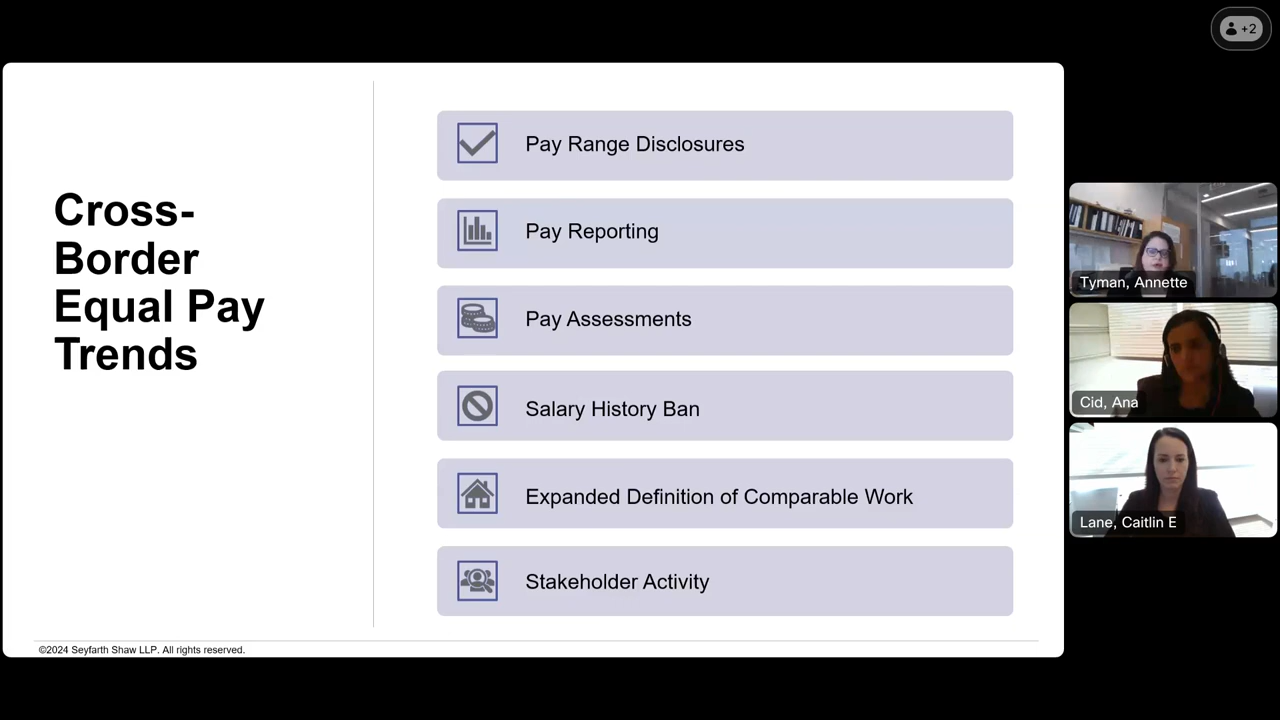 +2
Cross-
Border
Equal Pay
Trends
Pay Range Disclosures
Pay Reporting
Pay Assessments
Salary History Ban
Expanded Definition of Comparable Work
Stakeholder Activity
©2024 Seyfarth Shaw LLP. All rights reserved.
Tyman, Annette
Cid, Ana
Lane, Caitlin E